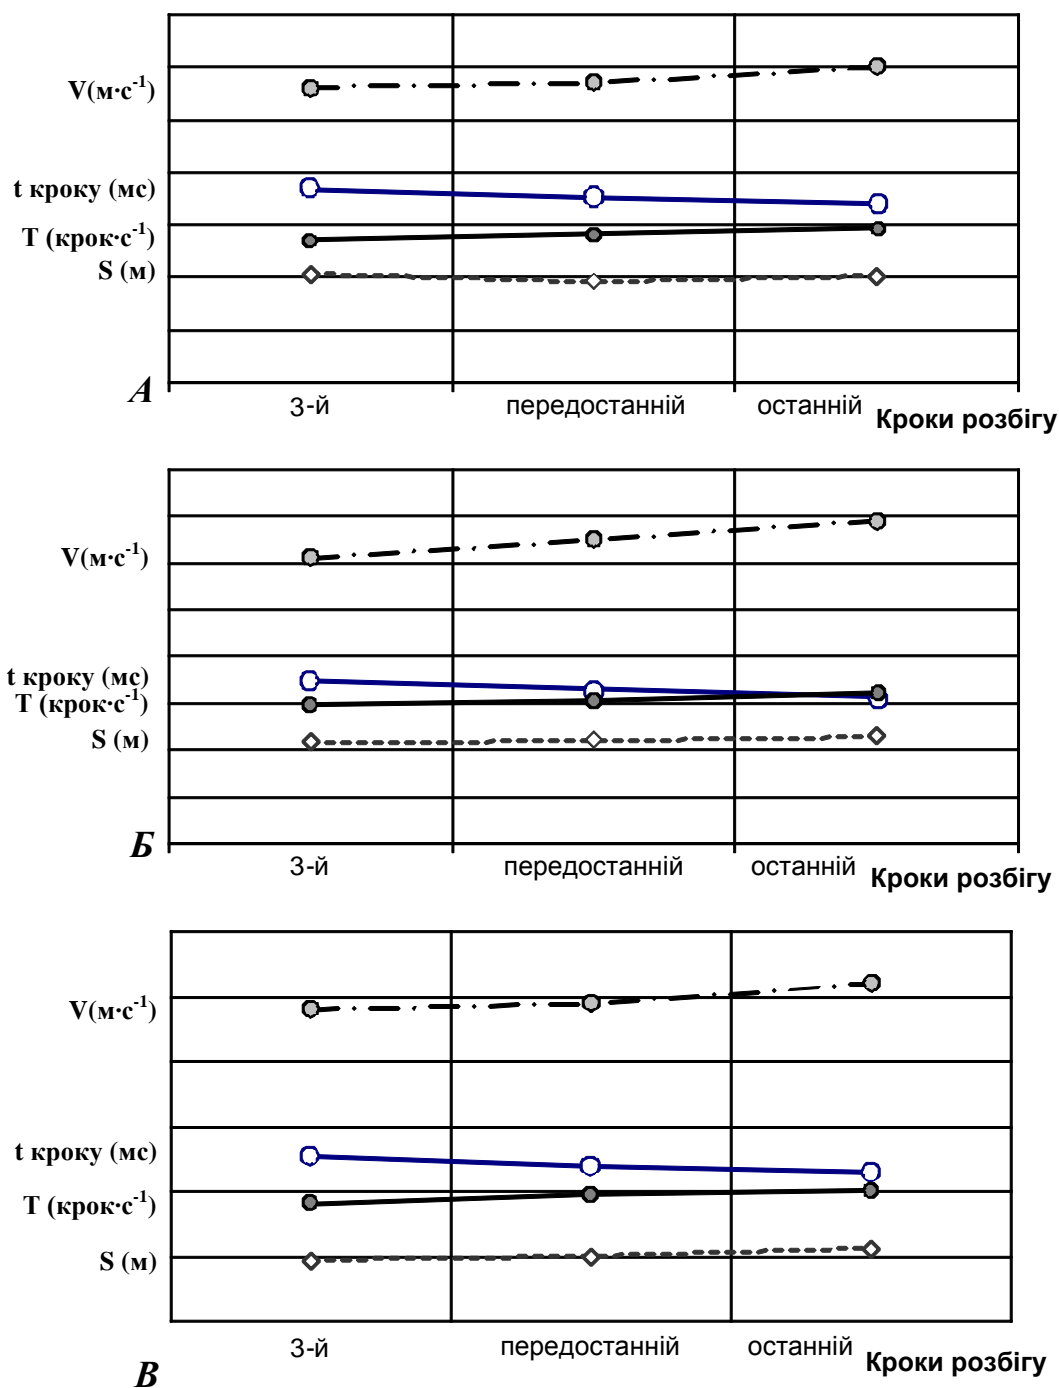 V(м·с⁻¹)
t кроку (мс)
T (крок·с⁻¹)
S (м)
А
3-й передостанній останній
Кроки розбігу
V(м·с⁻¹)
t кроку (мс)
T (крок·с⁻¹)
S (м)
Б
3-й передостанній останній
Кроки розбігу
V(м·с⁻¹)
t кроку (мс)
T (крок·с⁻¹)
S (м)
В
3-й передостанній останній
Кроки розбігу